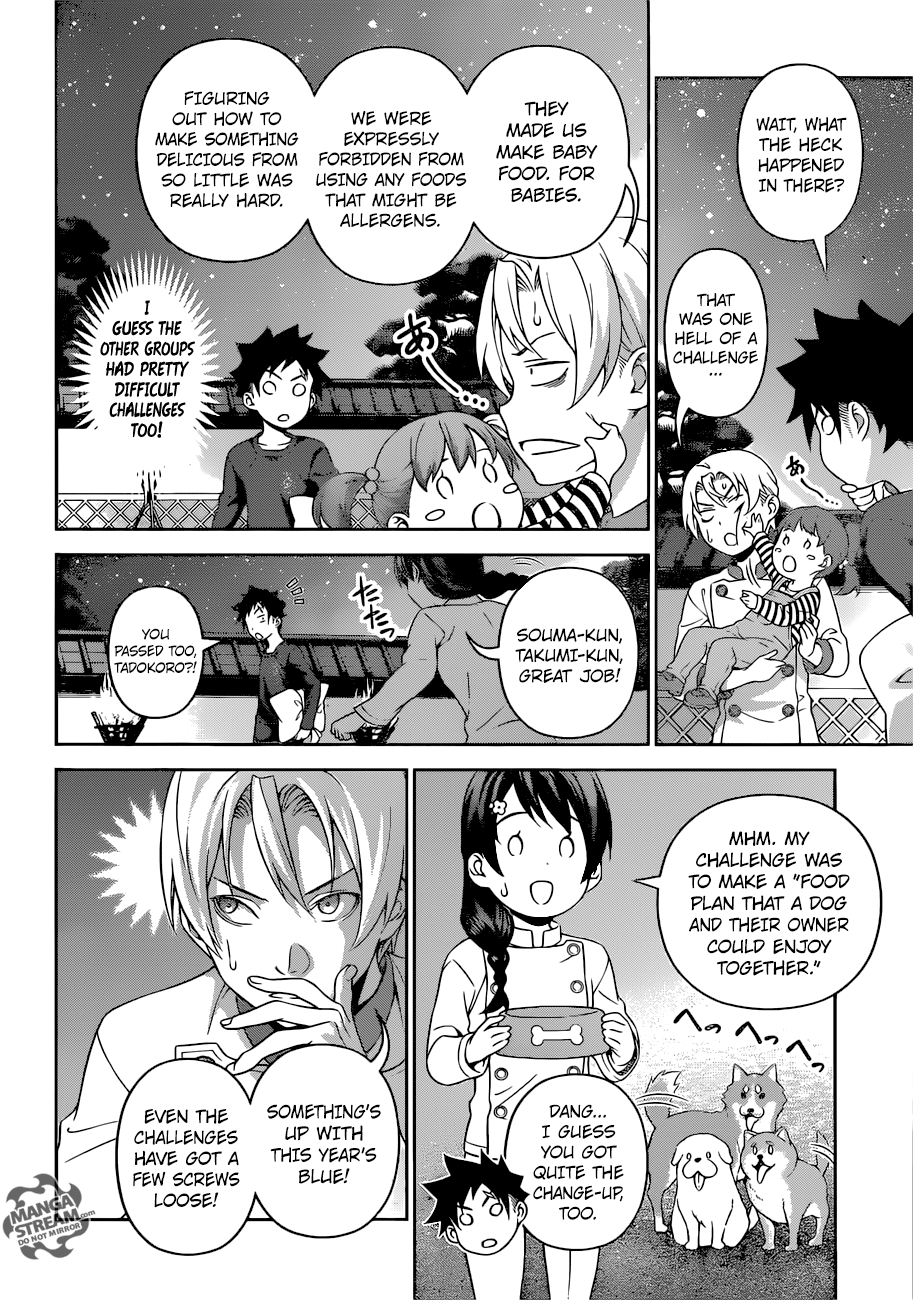 WAIT, WHAT
THE HECK
HAPPENED
IN THERE?
THAT
WAS ONE
HELL OF A
CHALLENGE
...
あ
THEY
MADE US
MAKE BABY
FOOD. FOR
BABIES.
WE WERE
EXPRESSLY
FORBIDDEN FROM
USING ANY FOODS
THAT MIGHT BE
ALLERGENS.
FIGURING
OUT HOW TO
MAKE SOMETHING
DELICIOUS FROM
SO LITTLE WAS
REALLY HARD.
あ
I
GUESS THE
OTHER GROUPS
HAD PRETTY
DIFFICULT
CHALLENGES
TOO!
SOUMA-KUN,
TAKUMI-KUN,
GREAT JOB!
たたっ
YOU
PASSED TOO,
TADOKORO?!
MHM. MY
CHALLENGE WAS
TO MAKE A "FOOD
PLAN THAT A DOG
AND THEIR OWNER
COULD ENJOY
TOGETHER."
へっへっへっ
DANG...
I GUESS
YOU GOT
QUITE THE
CHANGE-UP,
TOO.
SOMETHING'S
UP WITH
THIS YEAR'S
BLUE!
EVEN THE
CHALLENGES
HAVE GOT A
FEW SCREWS
LOOSE!
MANGA
STREAM.com
DO NOT MIRROR